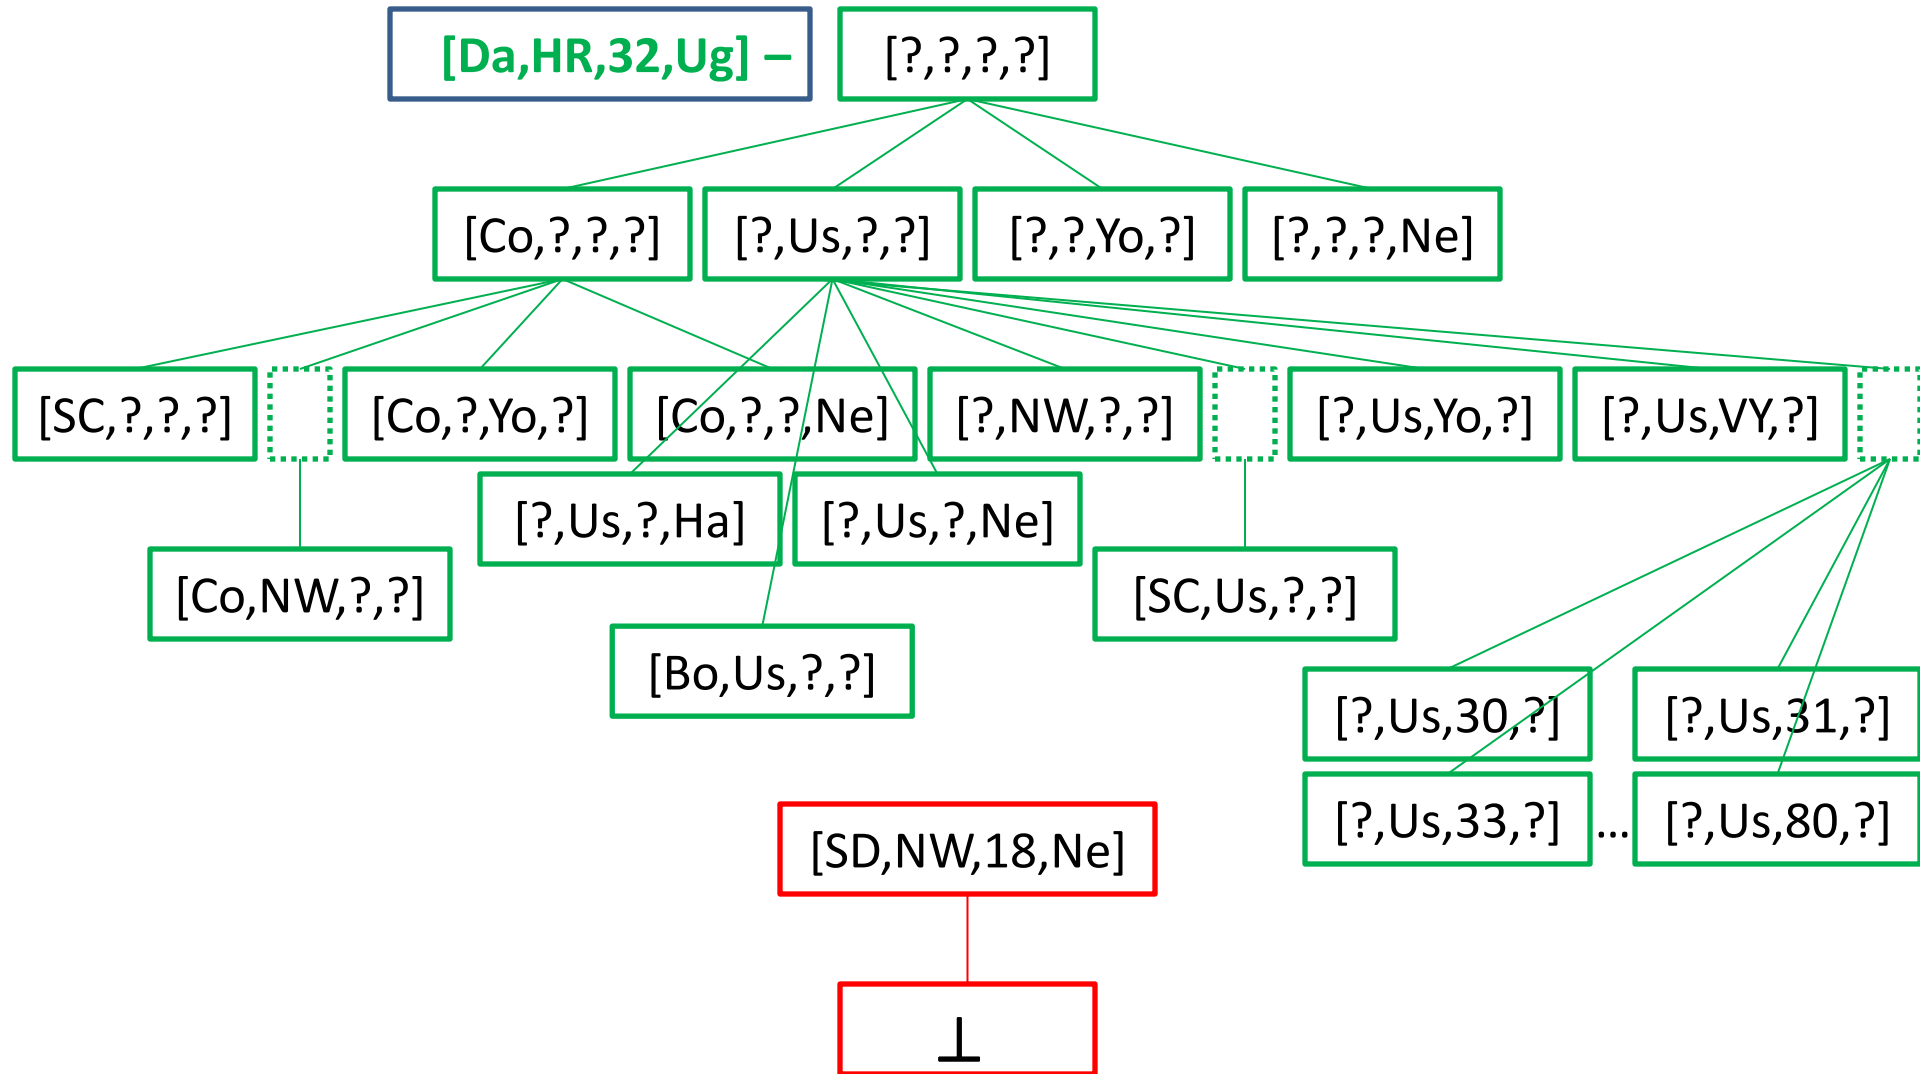 [Da,HR,32,Ug] –
[?,?,?,?]
[Co,?,?,?]
[?,Us,?,?]
[?,?,Yo,?]
[?,?,?,Ne]
[SC,?,?,?]
[Co,?,Yo,?]
[Co,?,?,Ne]
[?,NW,?,?]
[?,Us,Yo,?]
[?,Us,VY,?]
[?,Us,?,Ha]
[?,Us,?,Ne]
[Co,NW,?,?]
[SC,Us,?,?]
[Bo,Us,?,?]
[?,Us,30,?]
[?,Us,31,?]
[?,Us,33,?]
...
[?,Us,80,?]
[SD,NW,18,Ne]
⊥